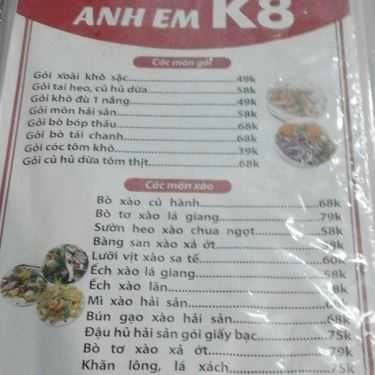 ANH EM K8
Các món gỏi
Gỏi xoài khô sặc 49k
Gỏi tai heo, củ hủ dừa 58k
Gỏi khô đù 1 nắng 49k
Gỏi môn hải sản 58k
Gỏi bò bóp thấu 68k
Gỏi bò tái chanh 68k
Gỏi cóc tôm khô 39k
Gỏi củ hủ dừa tôm thịt 68k
Các món xào
Bò xào củ hành 68k
Bò tơ xào lá giang 79k
Sườn heo xào chua ngọt 58k
Bàng san xào xả ớt
Lưỡi vịt xào sa tế 60k
Ếch xào lá giang 58k
Ếch xào lăn
Mì xào hải sản
Bún gạo xào hải sản 68k
Đậu hủ hải sản gói giấy bạc 75k
Bò tơ xào xả ớt 79k
Khăn lông, lá xách 75k